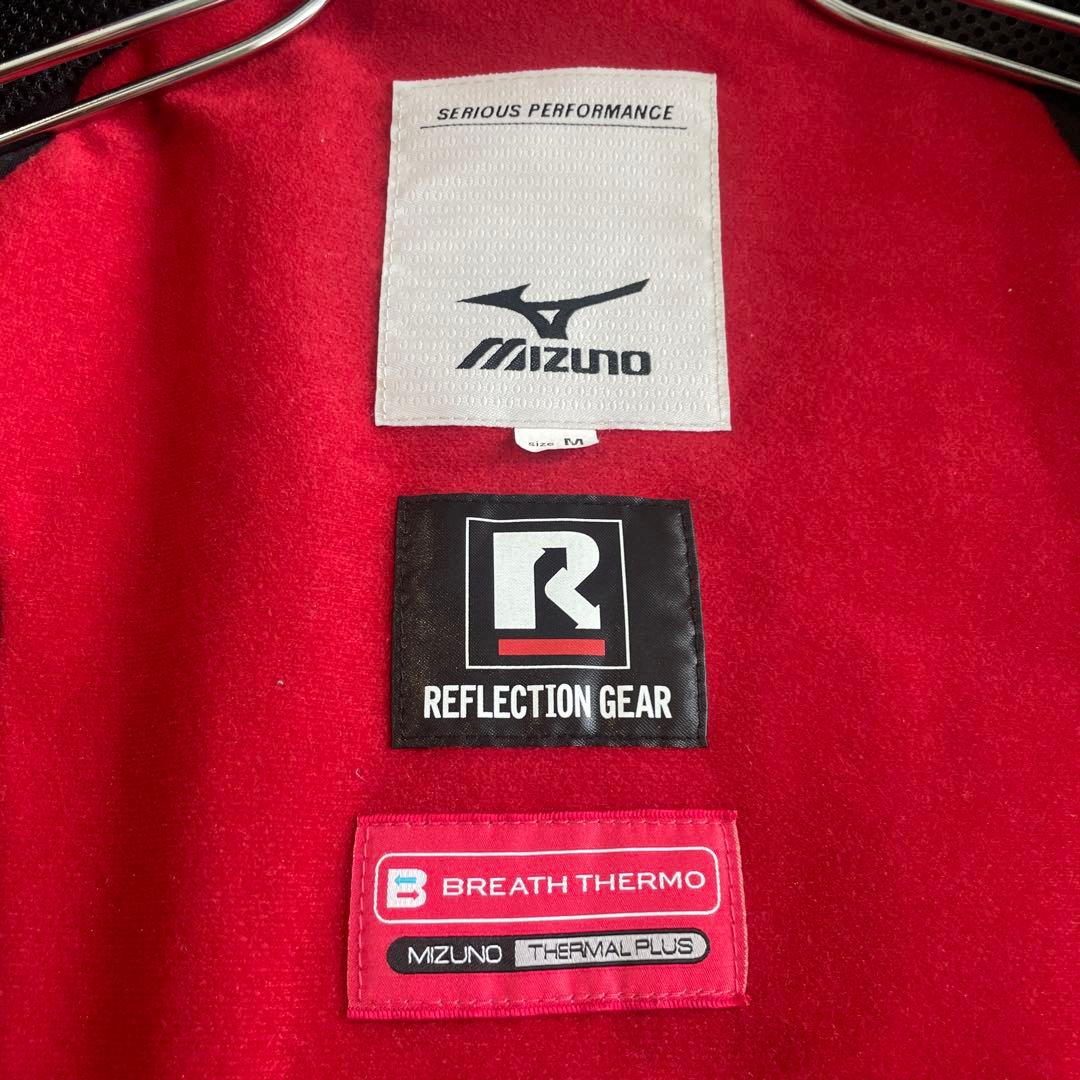 SERIOUS PERFORMANCE
MIZUNO
size M
R
REFLECTION GEAR
B BREATH THERMO
MIZUNO THERMAL PLUS